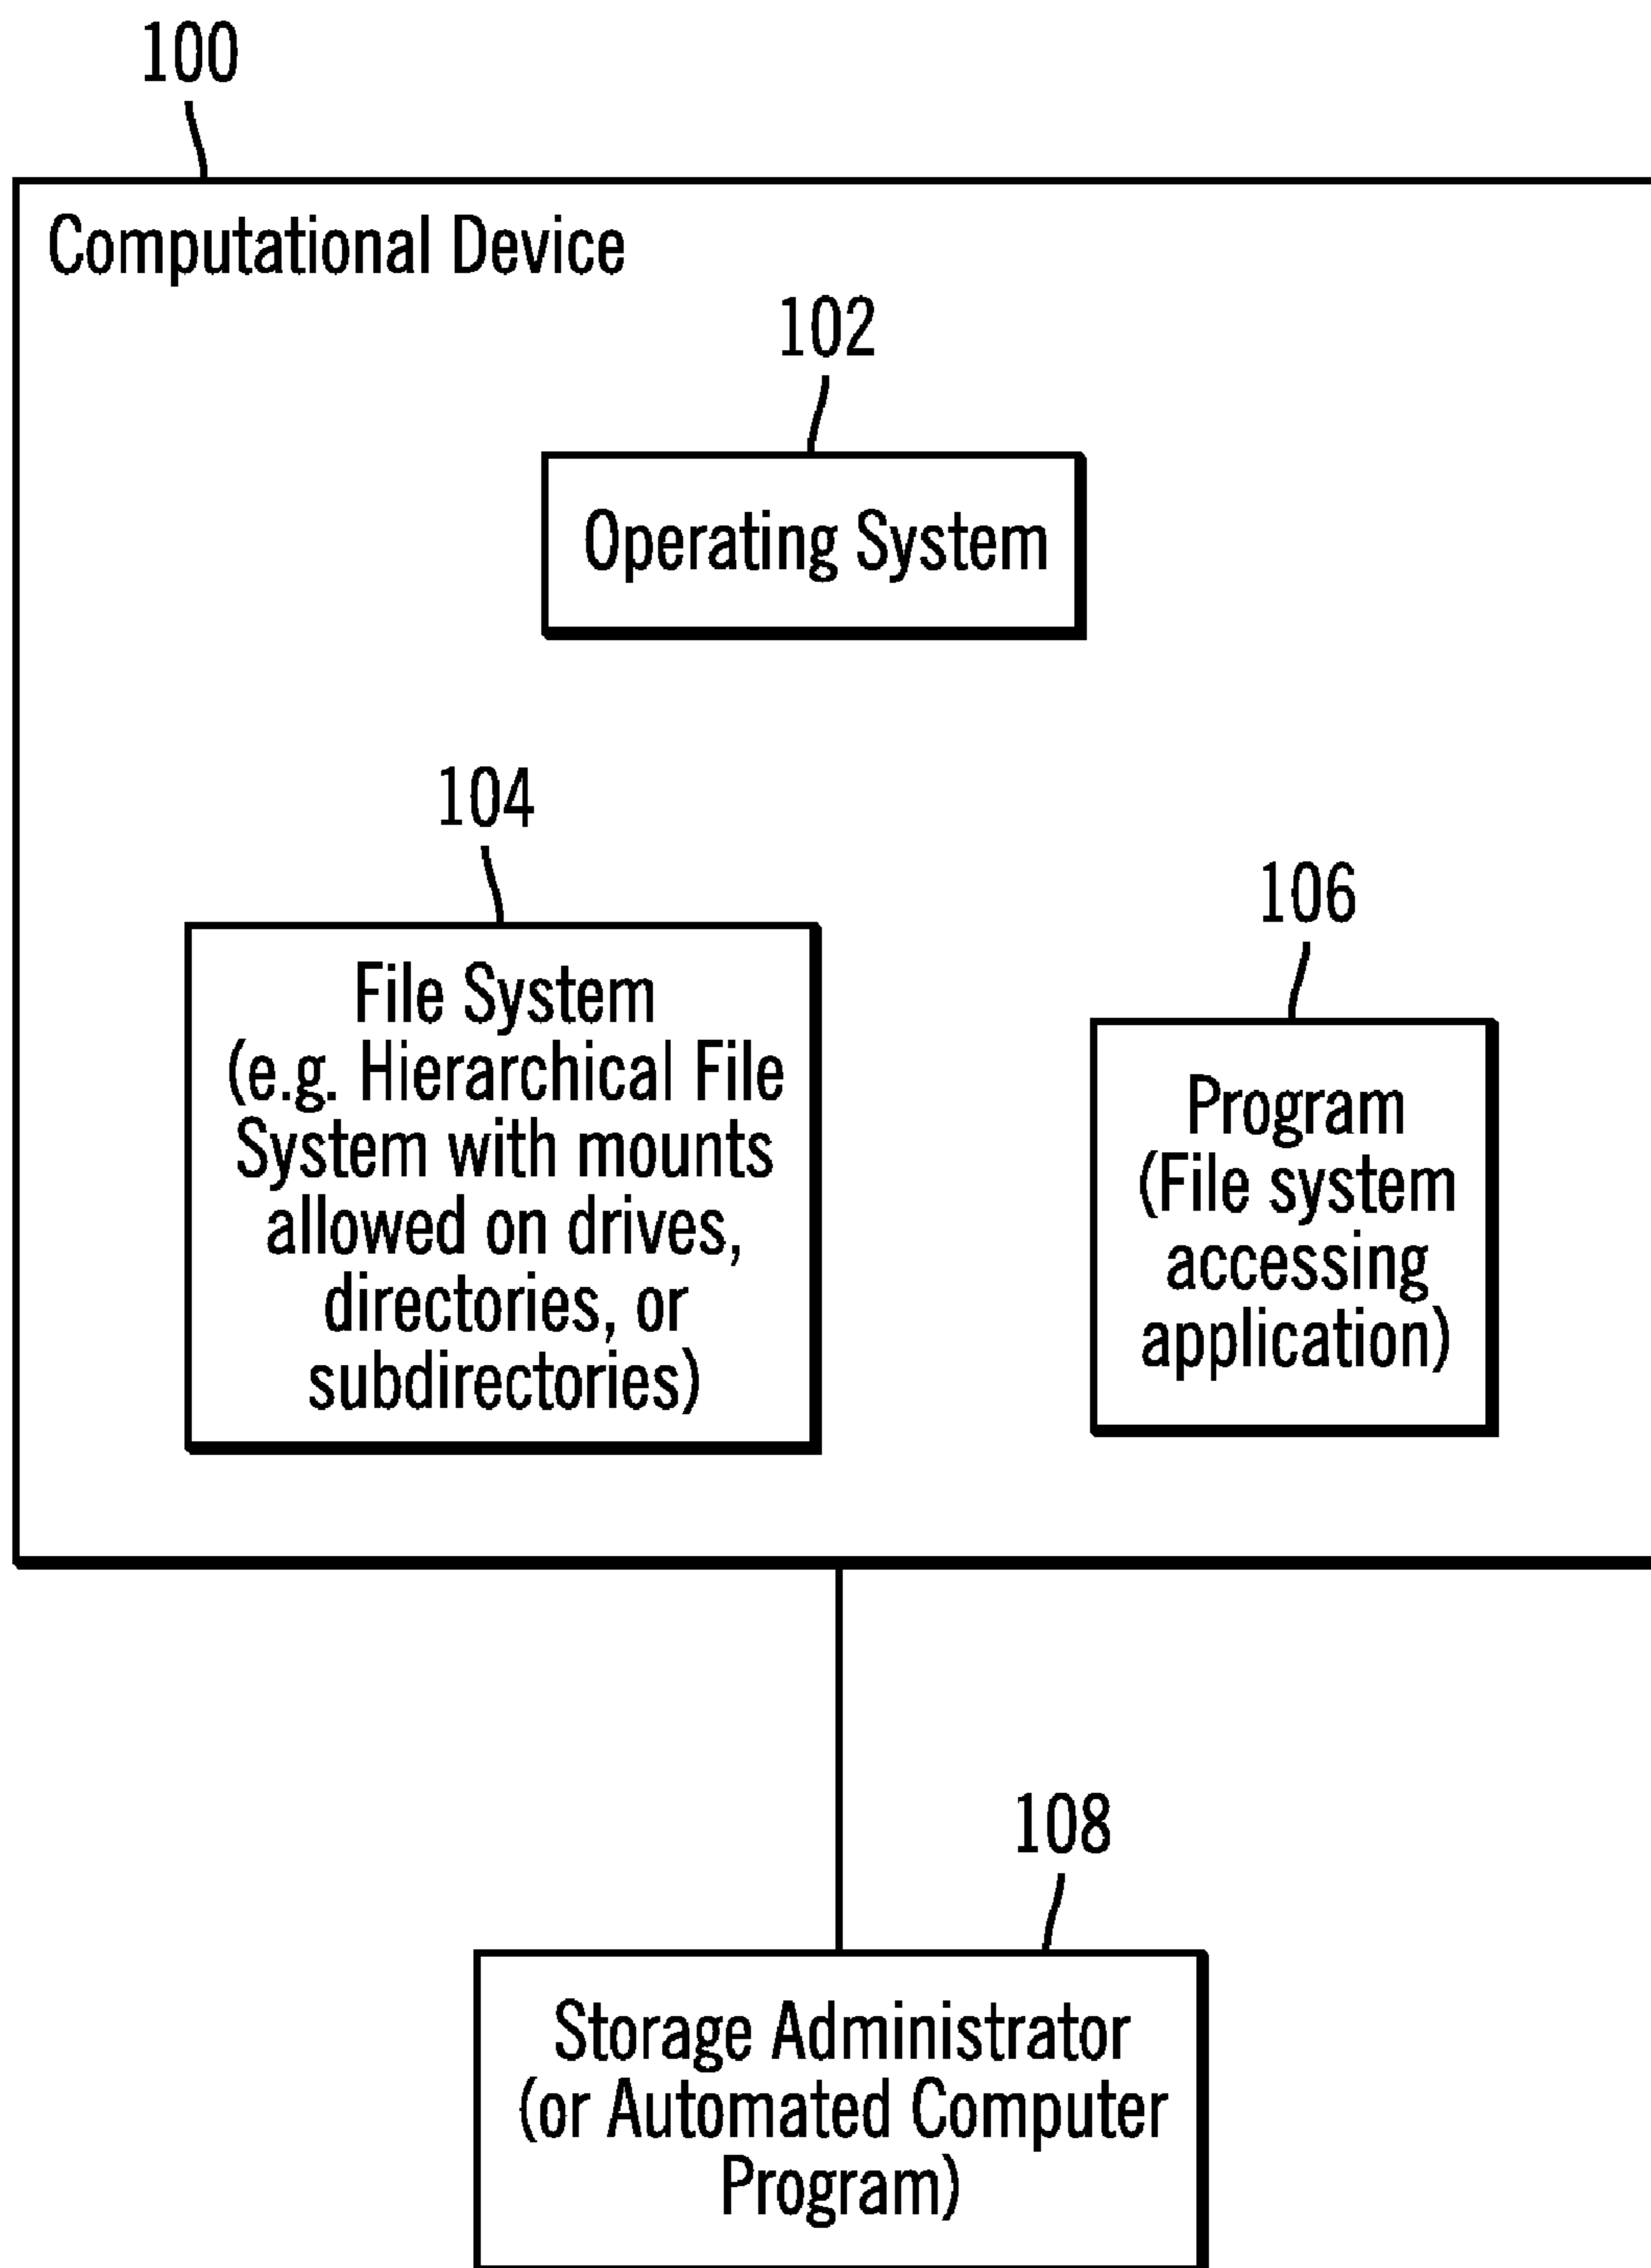 100
Computational Device
102
Operating System
104
File System
(e.g. Hierarchical File
System with mounts
allowed on drives,
directories, or
subdirectories)
106
Program
(File system
accessing
application)
108
Storage Administrator
(or Automated Computer
Program)